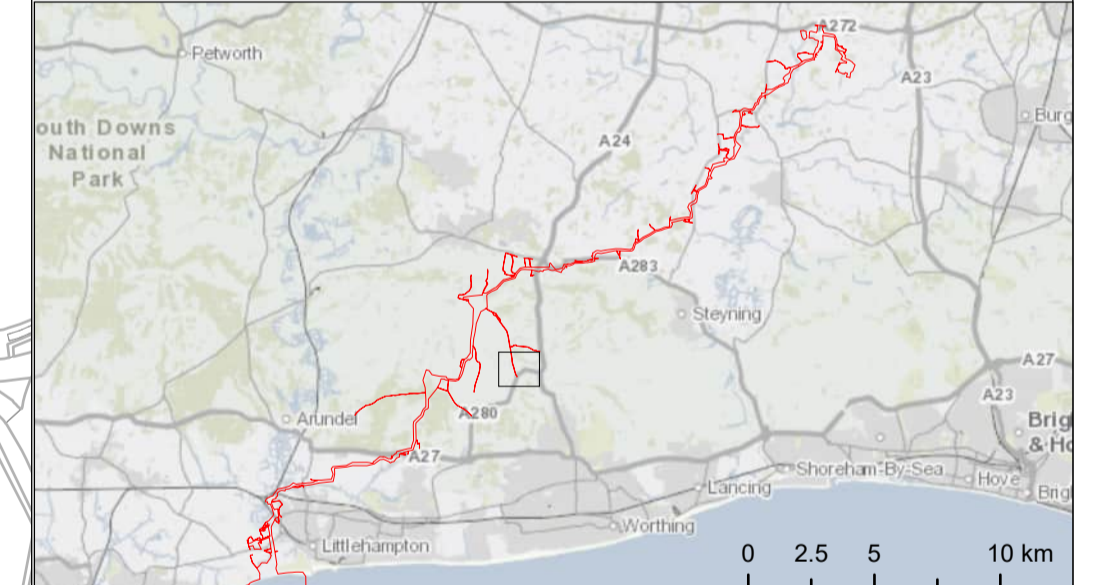 A272
Petworth
A23
Burg
outh Downs
National
Park
A24
A283
Steyning
A27
A23
Arundel
A280
Brig
& Ho
A27
Shoreham-By-Sea
Hove
Lancing
Brig
Worthing
Littlehampton
0 2.5 5 10 km